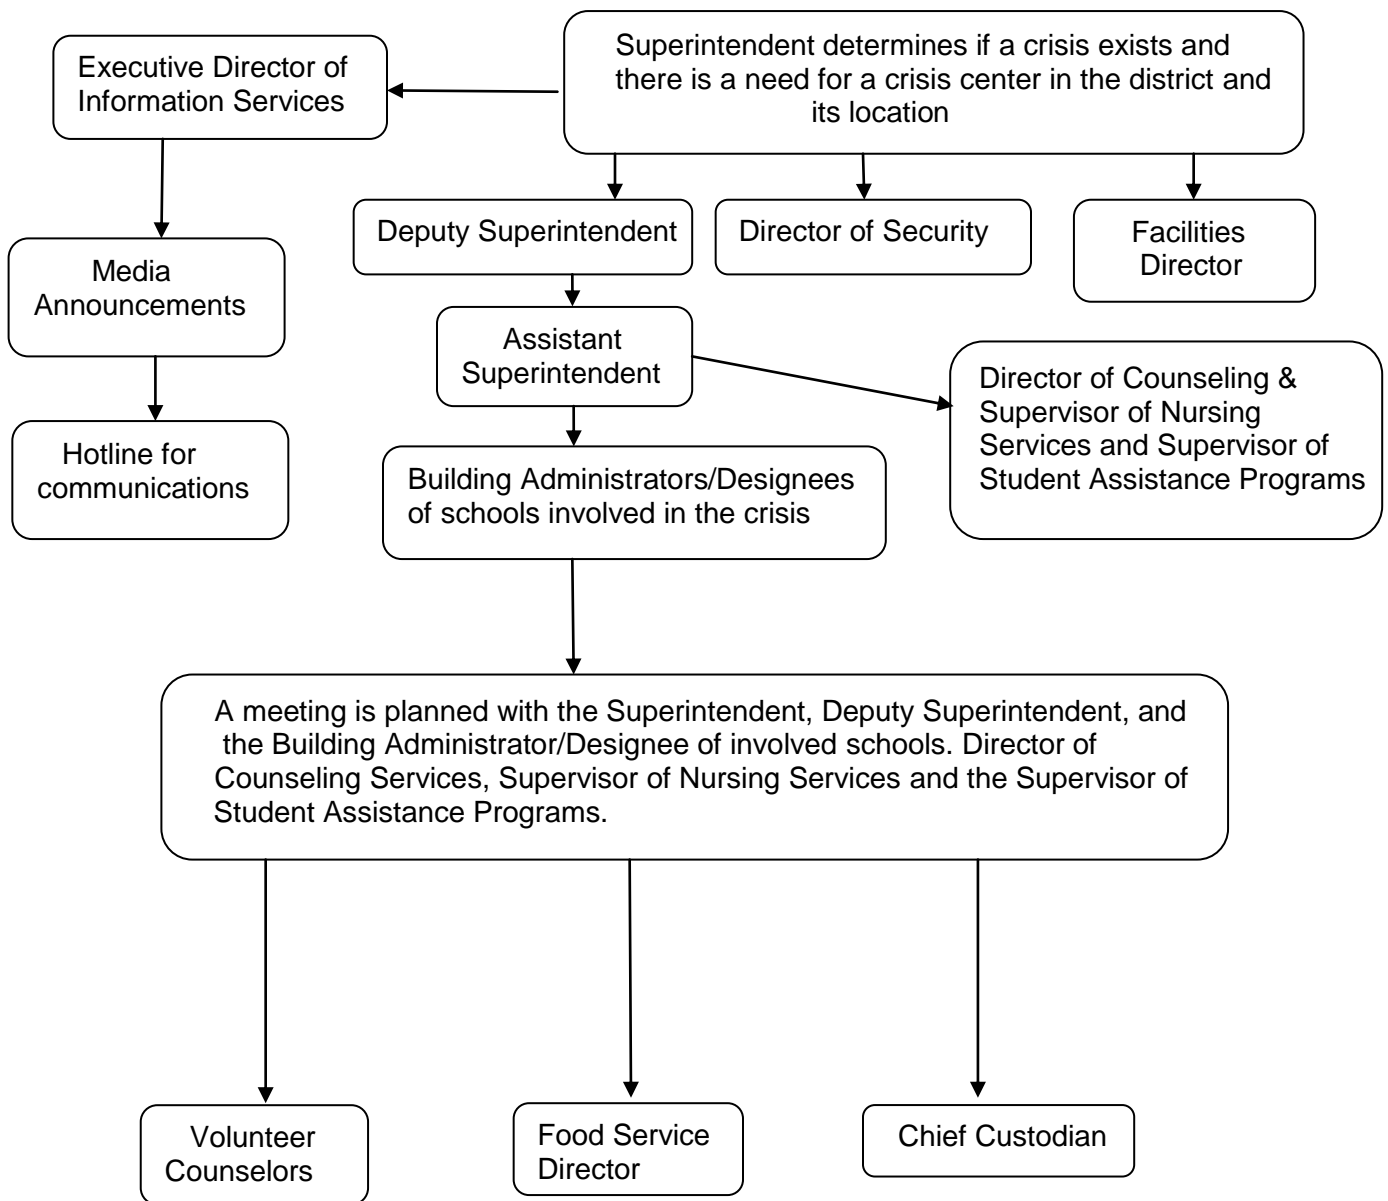 Executive Director of
Information Services
Superintendent determines if a crisis exists and
there is a need for a crisis center in the district and
its location
Deputy Superintendent
Director of Security
Facilities
Director
Media
Announcements
Assistant
Superintendent
Director of Counseling &
Supervisor of Nursing
Services and Supervisor of
Student Assistance Programs
Hotline for
communications
Building Administrators/Designees
of schools involved in the crisis
A meeting is planned with the Superintendent, Deputy Superintendent, and
the Building Administrator/Designee of involved schools. Director of
Counseling Services, Supervisor of Nursing Services and the Supervisor of
Student Assistance Programs.
Volunteer
Counselors
Food Service
Director
Chief Custodian